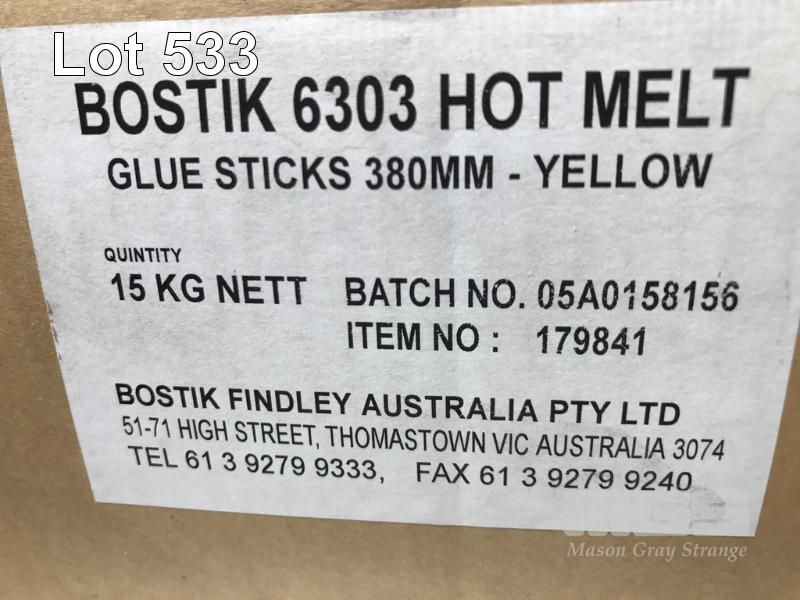 Lot 533
BOSTIK 6303 HOT MELT
GLUE STICKS 380MM - YELLOW
QUINTITY
15 KG NETT BATCH NO. 05A0158156
ITEM NO : 179841
BOSTIK FINDLEY AUSTRALIA PTY LTD
51-71 HIGH STREET, THOMASTOWN VIC AUSTRALIA 3074
TEL 61 3 9279 9333, FAX 61 3 9279 9240
Mason Gray Strange